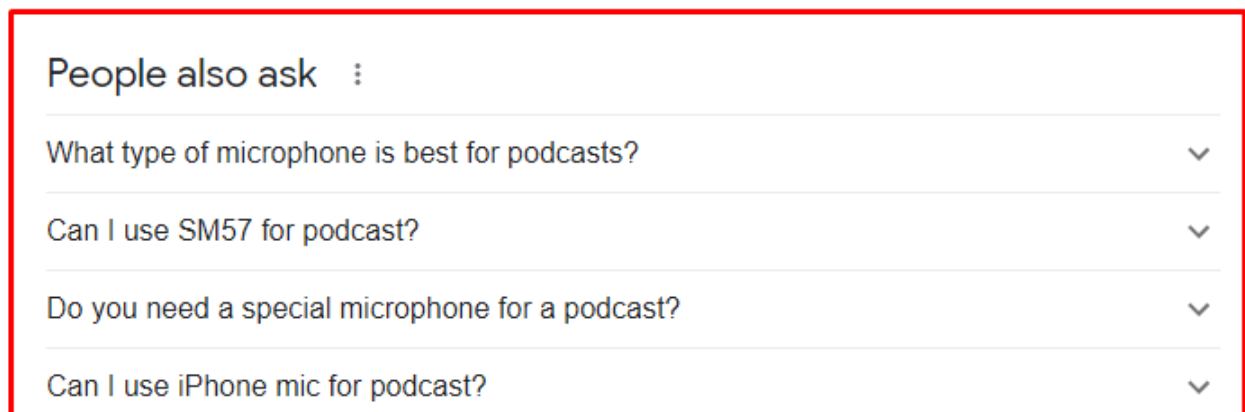 People also ask
What type of microphone is best for podcasts?
Can I use SM57 for podcast?
Do you need a special microphone for a podcast?
Can I use iPhone mic for podcast?